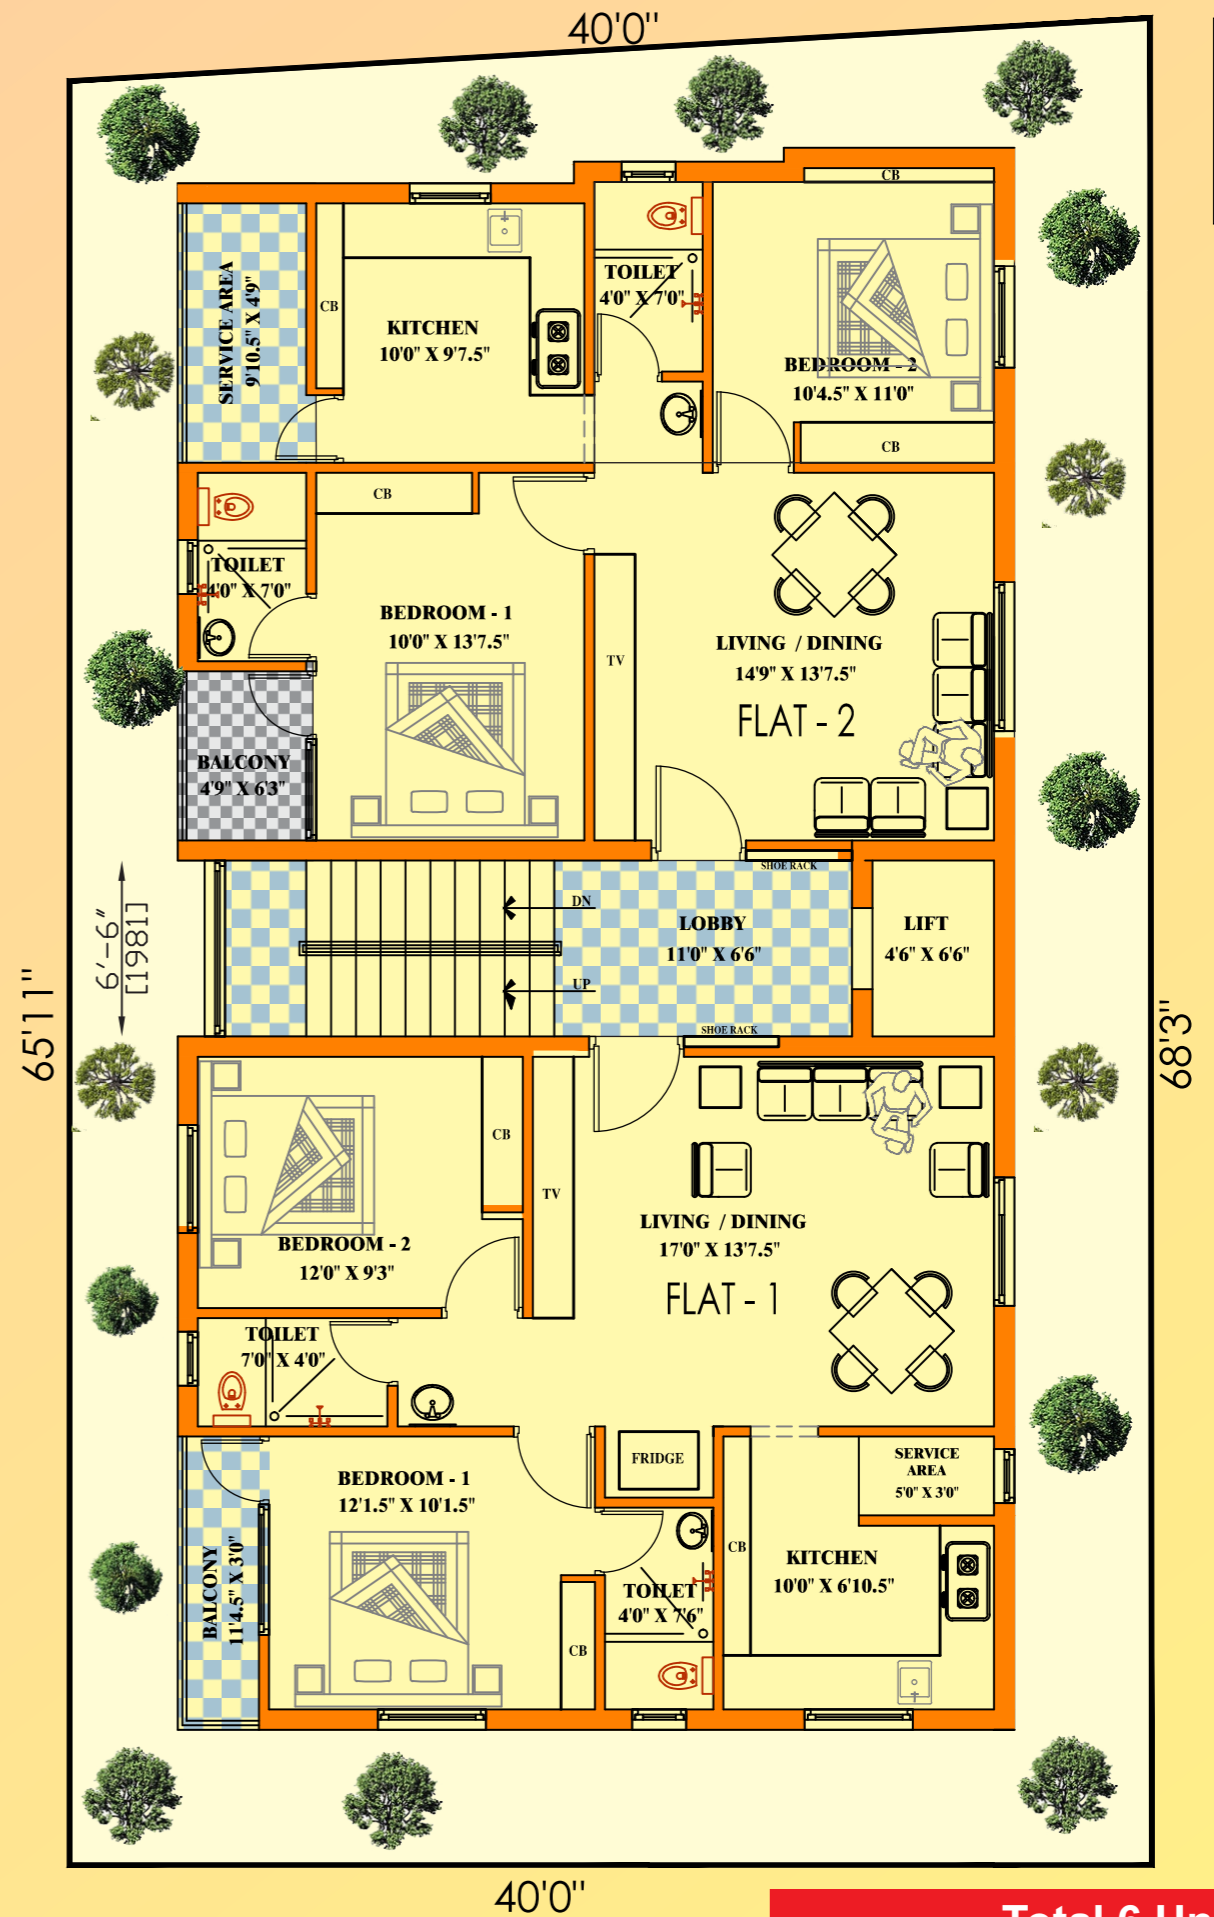 40'0"
CB
TOILET
4'0" X 7'0"
SERVICE AREA
9'10.5" X 4'9"
CB
KITCHEN
10'0" X 9'7.5"
BEDROOM - 2
10'4.5" X 11'0"
CB
CB
TOILET
4'0" X 7'0"
BEDROOM - 1
10'0" X 13'7.5"
TV
LIVING / DINING
14'9" X 13'7.5"
FLAT - 2
BALCONY
4'9" X 6'3"
SHOE RACK
6'-6"
[1981]
DN
UP
LOBBY
11'0" X 6'6"
LIFT
4'6" X 6'6"
SHOE RACK
65'11"
68'3"
CB
TV
BEDROOM - 2
12'0" X 9'3"
LIVING / DINING
17'0" X 13'7.5"
FLAT - 1
TOILET
7'0" X 4'0"
FRIDGE
SERVICE
AREA
5'0" X 3'0"
BEDROOM - 1
12'1.5" X 10'1.5"
BALCONY
11'4.5" X 3'0"
CB
TOILET
4'0" X 7'6"
CB
KITCHEN
10'0" X 6'10.5"
40'0"
Total 6